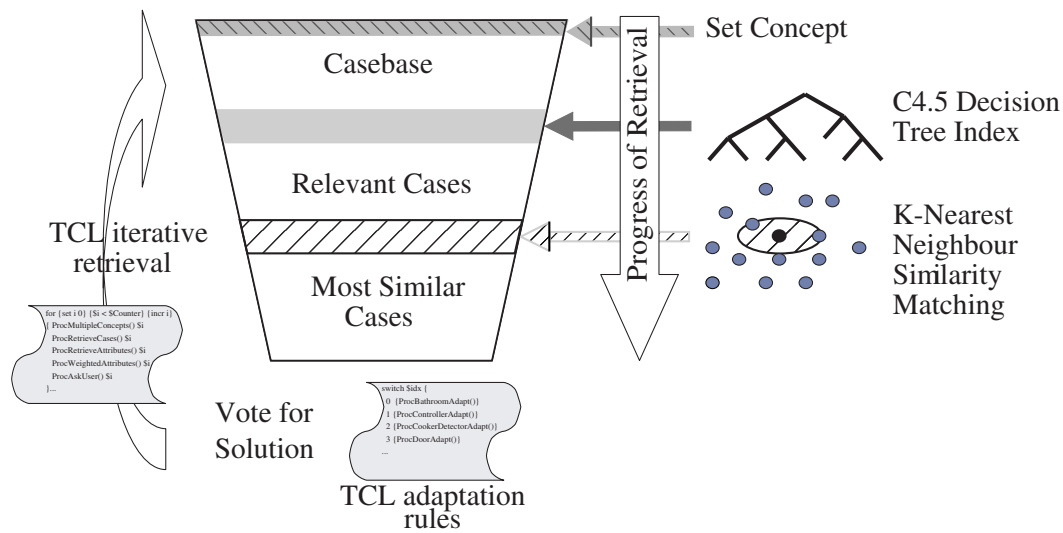 Set Concept
Casebase
Progress of Retrieval
C4.5 Decision
Tree Index
Relevant Cases
K-Nearest
Neighbour
Similarity
Matching
TCL iterative
retrieval
Most Similar
Cases
for {set i 0} {$i < $Counter} {incr i}
{ ProcMultipleConcepts() $i
ProcRetrieveCases() $i
ProcRetrieveAttributes() $i
ProcWeightedAttributes() $i
ProcAskUser() $i
}...
Vote for
Solution
switch $idx {
0 {ProcBathroomAdapt()}
1 {ProcControllerAdapt()}
2 {ProcCookerDetectorAdapt()}
3 {ProcDoorAdapt()}
...
TCL adaptation
rules